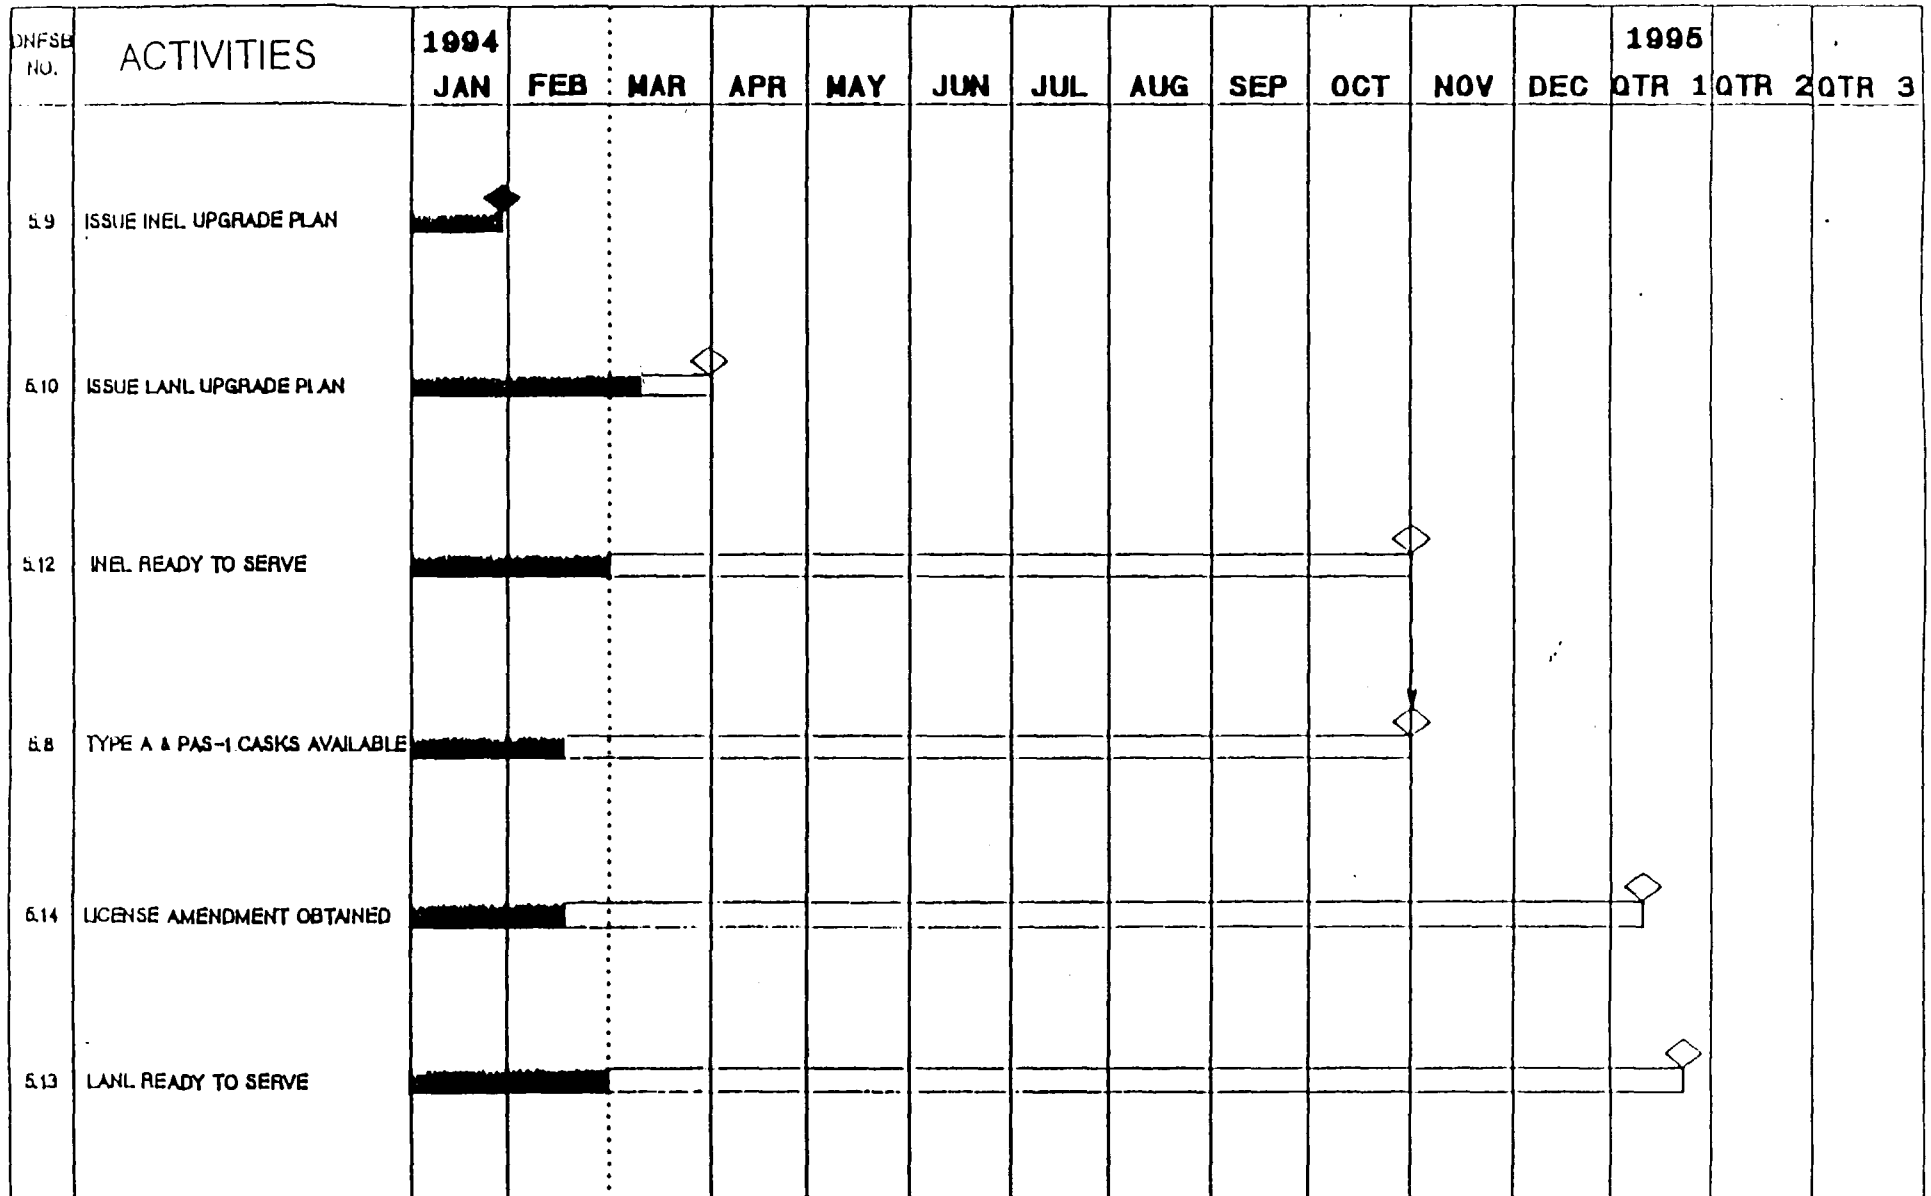 DNFSB NO. ACTIVITIES 1994 1995
JAN FEB MAR APR MAY JUN JUL AUG SEP OCT NOV DEC QTR 1 QTR 2 QTR 3
5.9 ISSUE INEL UPGRADE PLAN
5.10 ISSUE LANL UPGRADE PLAN
5.12 INEL READY TO SERVE
5.8 TYPE A & PAS-1 CASKS AVAILABLE
5.14 LICENSE AMENDMENT OBTAINED
5.13 LANL READY TO SERVE